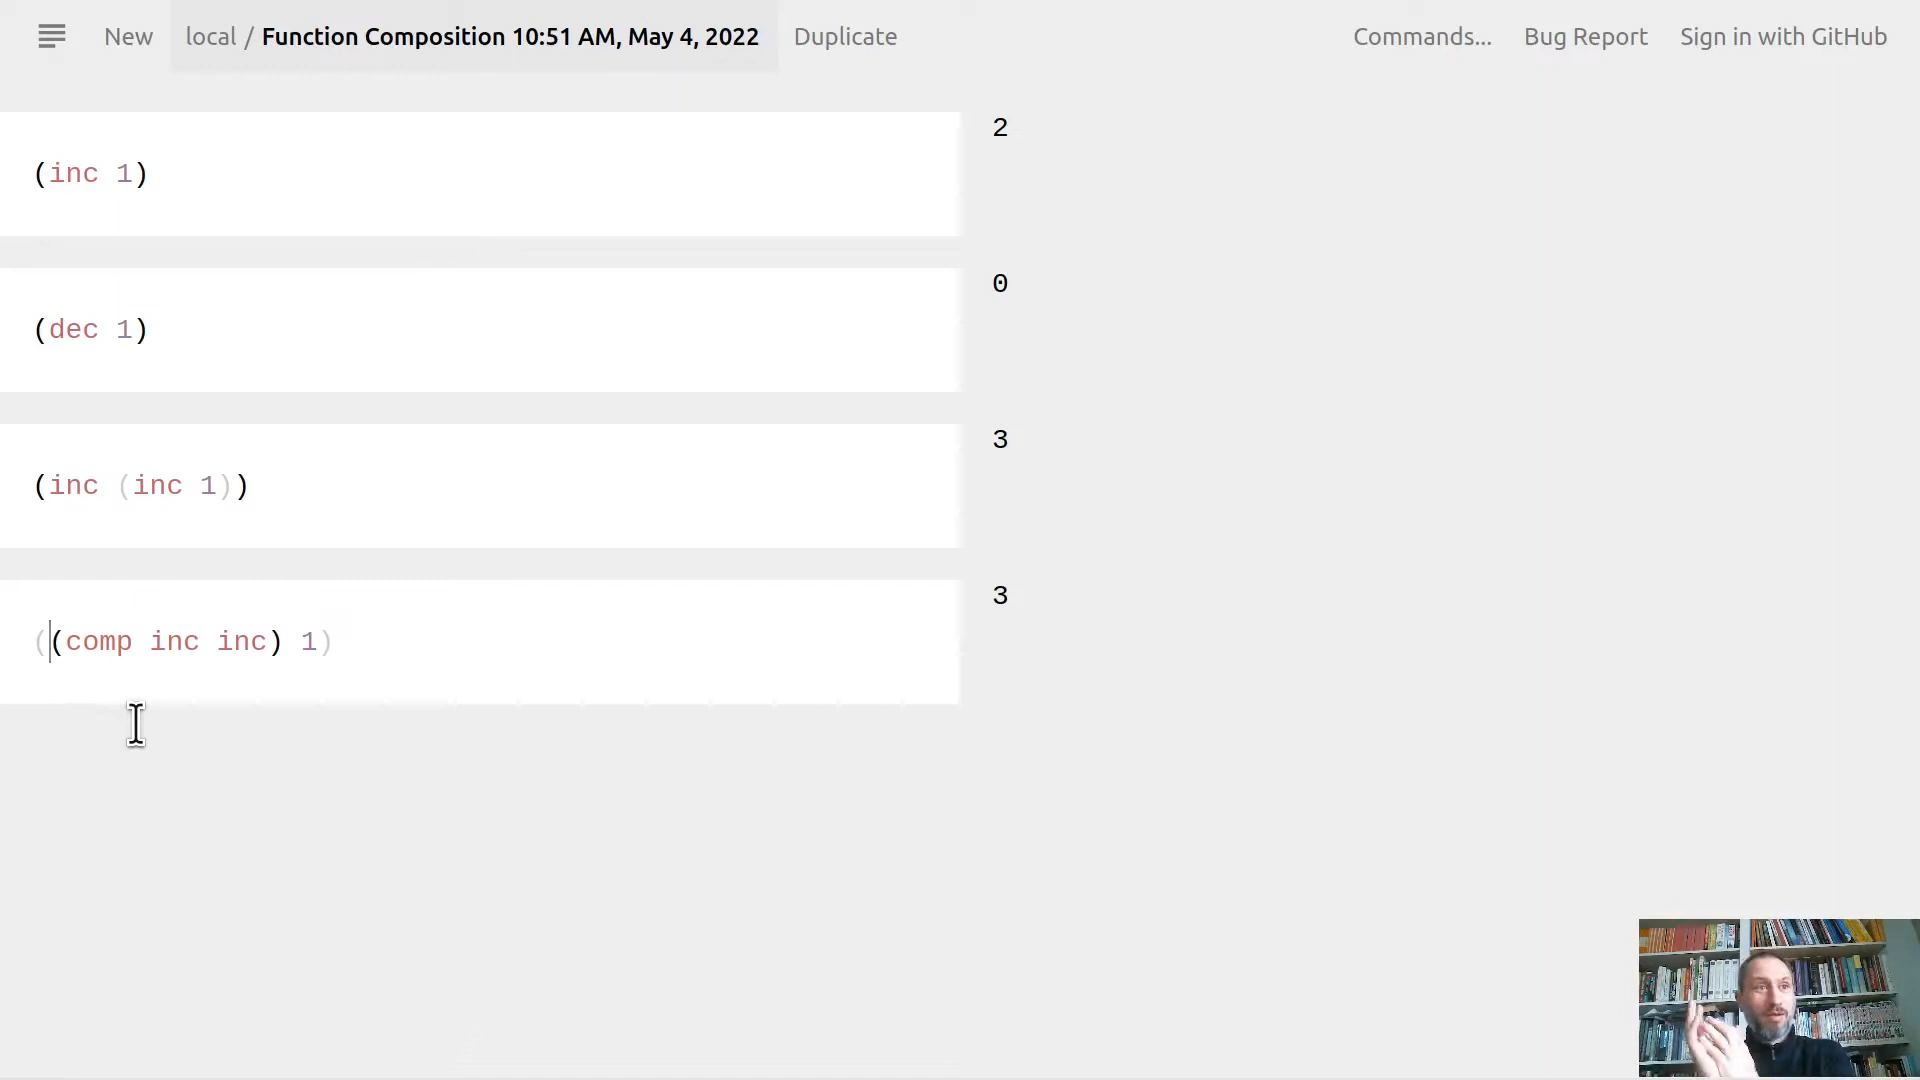 New local / Function Composition 10:51 AM, May 4, 2022 Duplicate Commands... Bug Report Sign in with GitHub
(inc 1)
2
(dec 1)
0
(inc (inc 1))
3
((comp inc inc) 1)
3